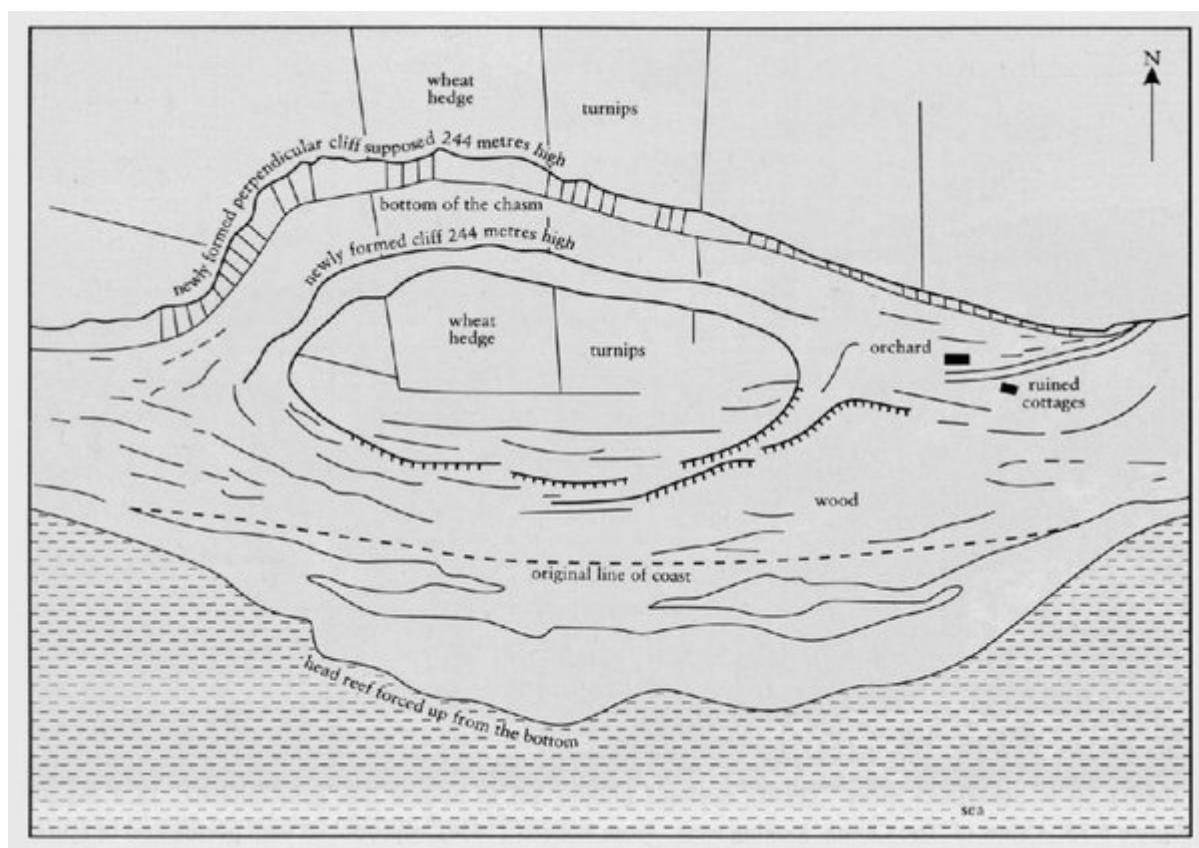 N
wheat
hedge
turnips
newly formed perpendicular cliff supposed 244 metres high
bottom of the chasm
newly formed cliff 244 metres high
wheat
hedge
turnips
orchard
ruined
cottages
wood
original line of coast
head reef forced up from the bottom
sea